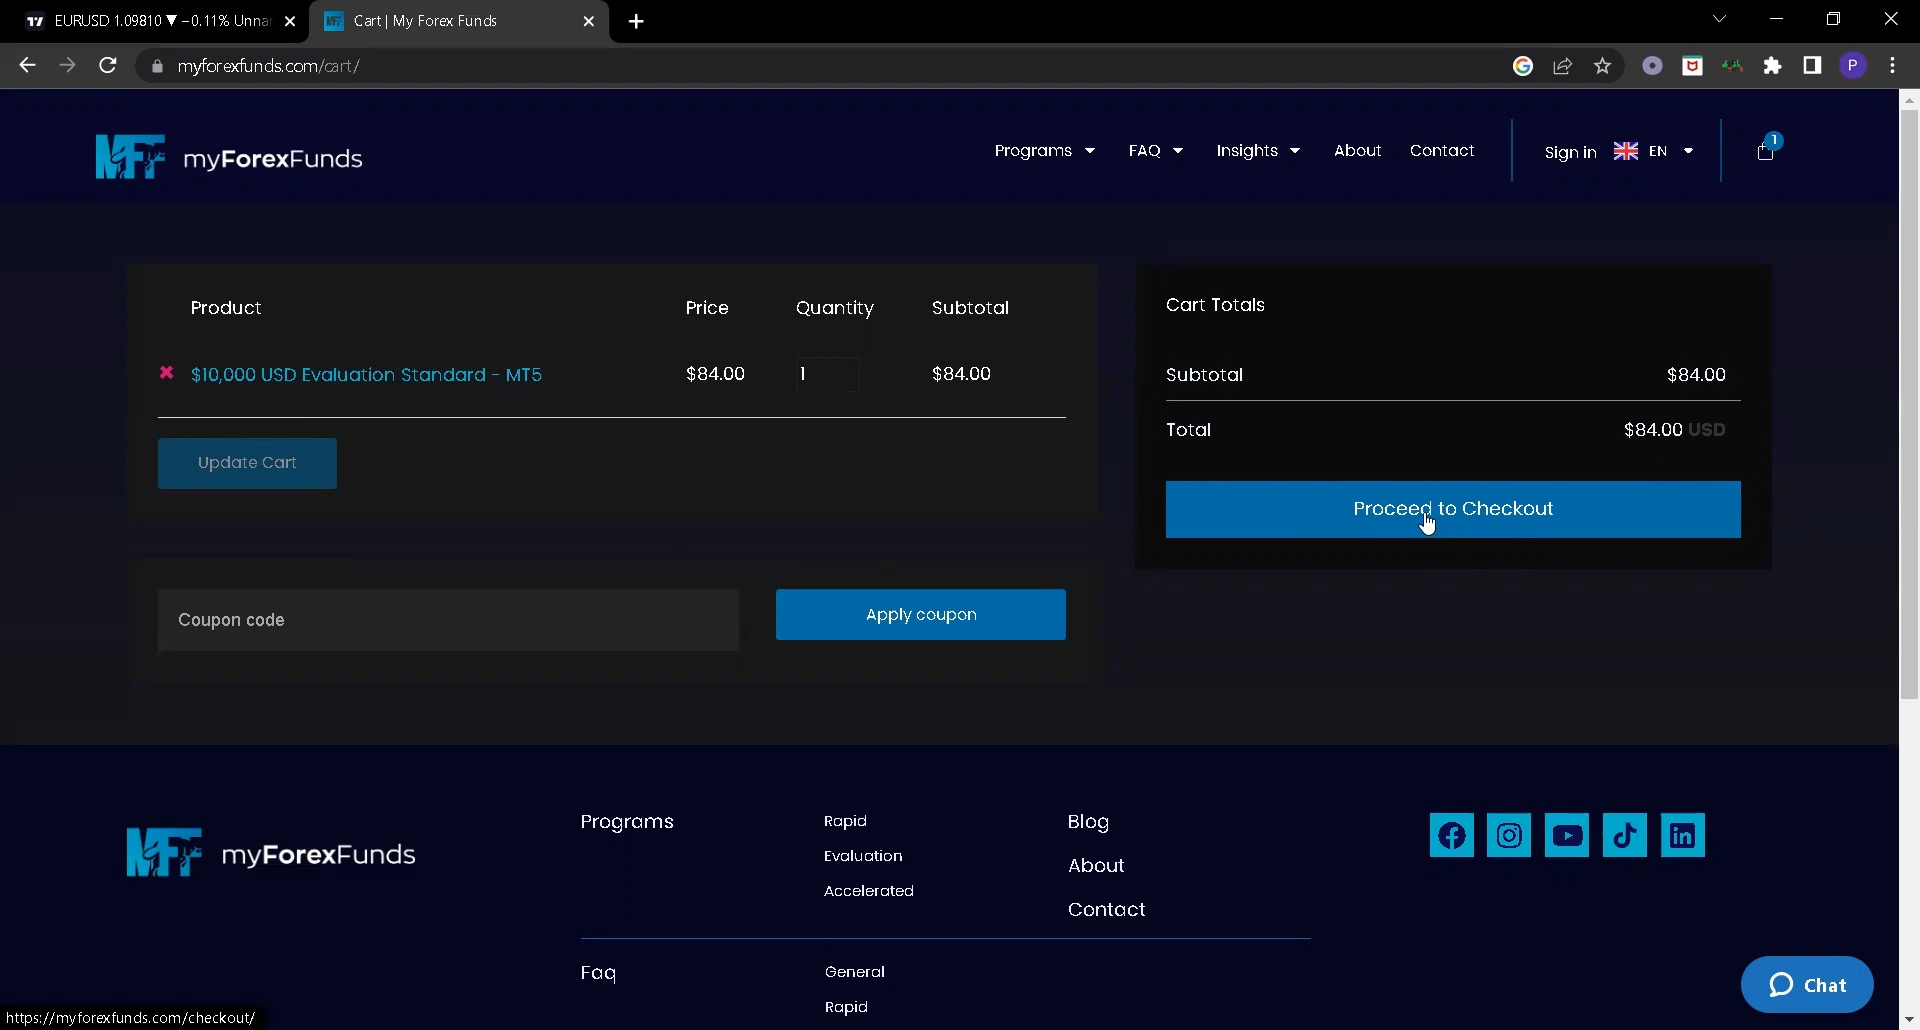 EURUSD 1.09810 ▼ −0.11% Unna
Cart | My Forex Funds
myforexfunds.com/cart/
P
MFF myForexFunds
Programs FAQ Insights About Contact Sign in EN 1
Product Price Quantity Subtotal
$10,000 USD Evaluation Standard - MT5 $84.00 1 $84.00
Update Cart
Coupon code
Apply coupon
Cart Totals
Subtotal $84.00
Total $84.00 USD
Proceed to Checkout
MFF myForexFunds
Programs
Rapid
Evaluation
Accelerated
Blog
About
Contact
Faq
General
Rapid
Chat
https://myforexfunds.com/checkout/